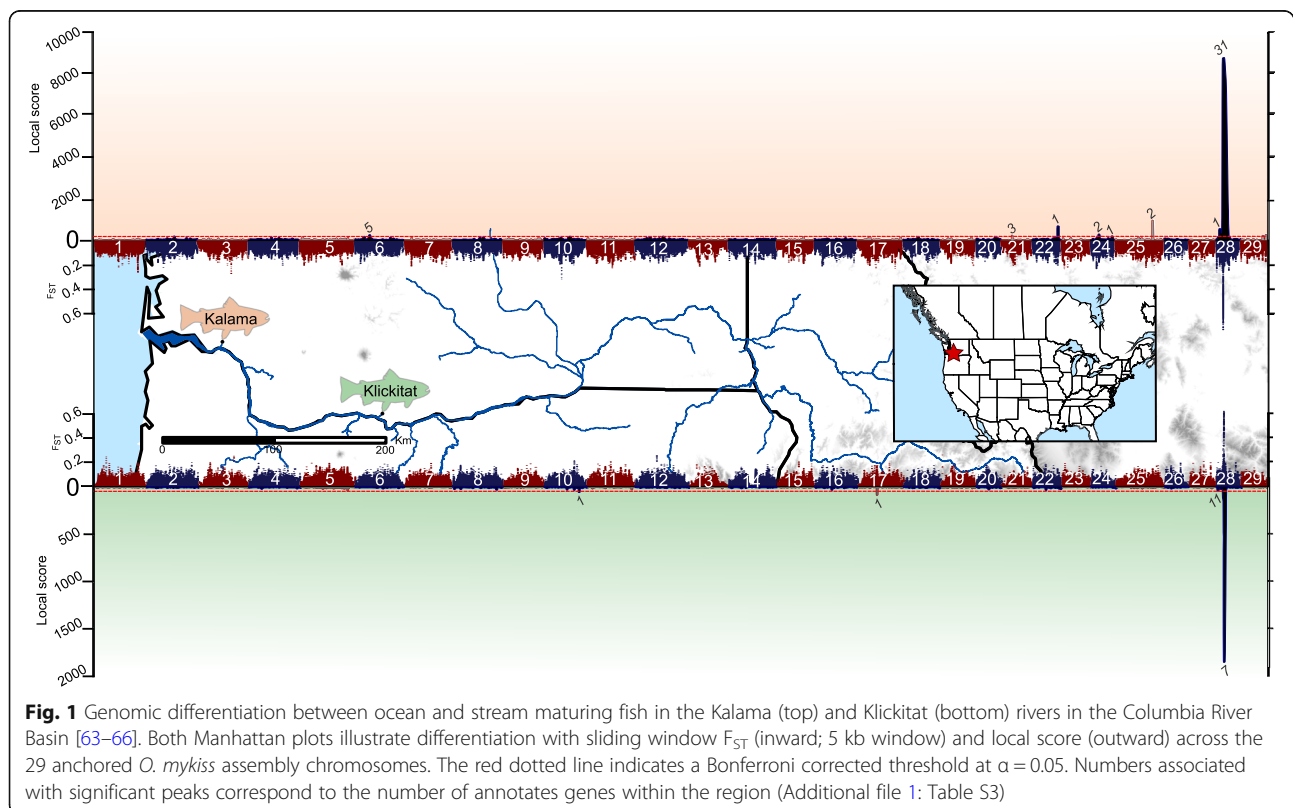 10000
8000
6000
4000
2000
0
Local score
31
5
3
1
2
1
2
1
1 2 3 4 5 6 7 8 9 10 11 12 13 14 15 16 17 18 19 20 21 22 23 24 25 26 27 28 29
0.2
0.4
0.6
FST
Kalama
Klickitat
0 100 200 Km
0.6
0.4
0.2
FST
0
1 2 3 4 5 6 7 8 9 10 11 12 13 14 15 16 17 18 19 20 21 22 23 24 25 26 27 28 29
1
1
11
500
1000
1500
2000
Local score
7
Fig. 1 Genomic differentiation between ocean and stream maturing fish in the Kalama (top) and Klickitat (bottom) rivers in the Columbia River
Basin [63–66]. Both Manhattan plots illustrate differentiation with sliding window FST (inward; 5 kb window) and local score (outward) across the
29 anchored O. mykiss assembly chromosomes. The red dotted line indicates a Bonferroni corrected threshold at α = 0.05. Numbers associated
with significant peaks correspond to the number of annotates genes within the region (Additional file 1: Table S3)